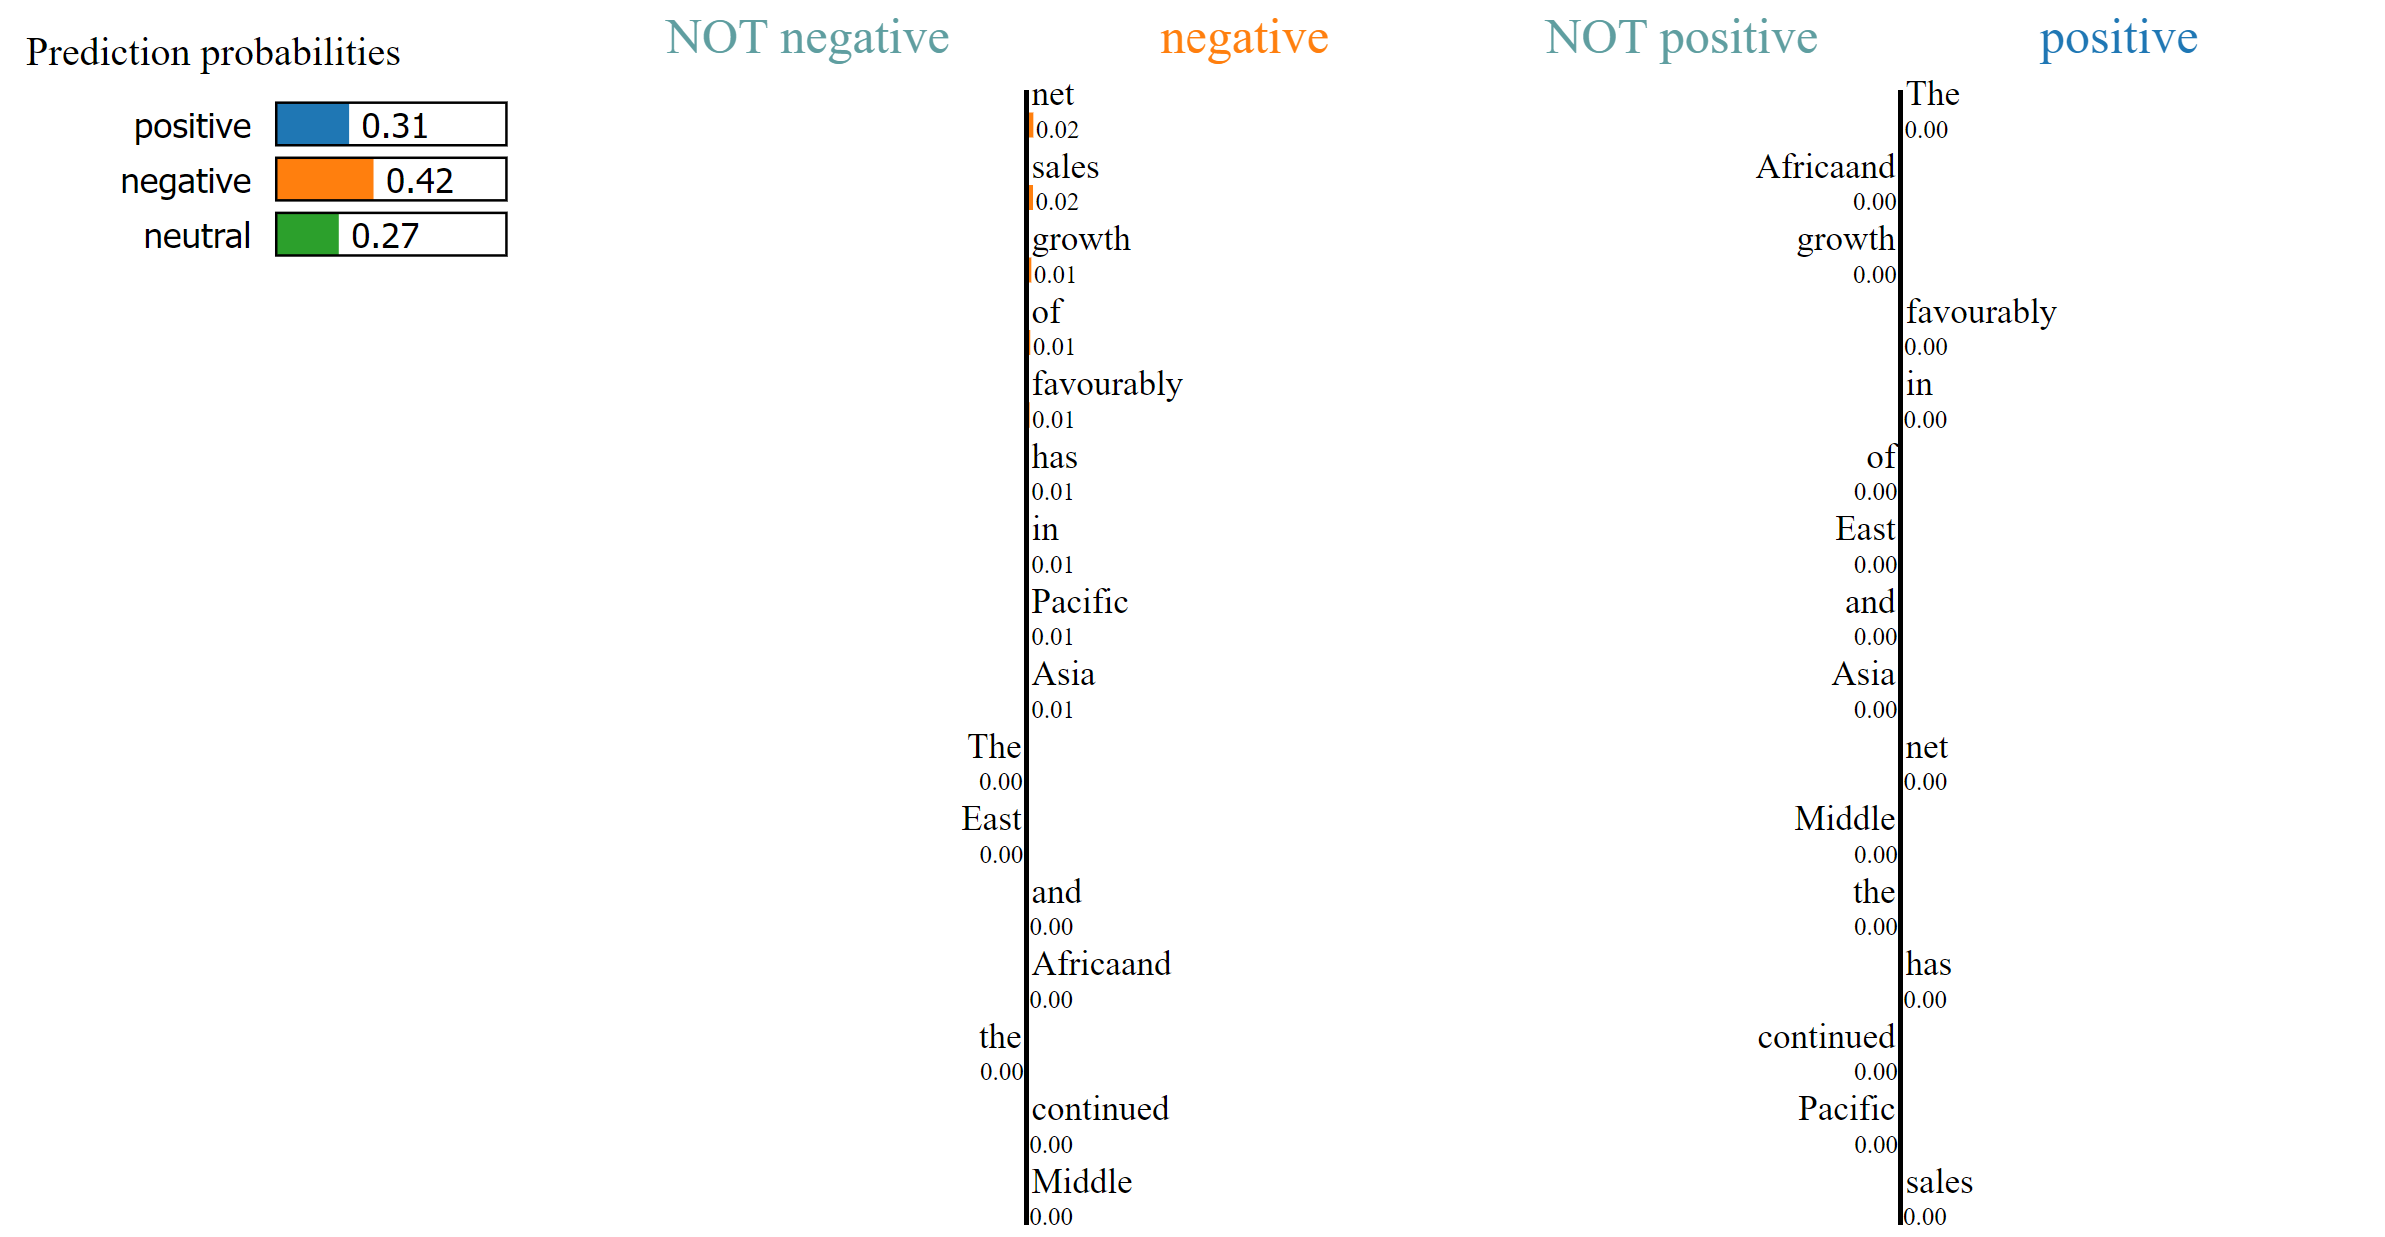 Prediction probabilities
positive 0.31
negative 0.42
neutral 0.27
NOT negative negative
net
0.02
sales
0.02
growth
0.01
of
0.01
favourably
0.01
has
0.01
in
0.01
Pacific
0.01
Asia
0.01
The
0.00
East
0.00
and
0.00
Africaand
0.00
the
0.00
continued
0.00
Middle
0.00
NOT positive positive
The
0.00
Africaand
0.00
growth
0.00
favourably
0.00
in
0.00
of
0.00
East
0.00
and
0.00
Asia
0.00
net
0.00
Middle
0.00
the
0.00
has
0.00
continued
0.00
Pacific
0.00
sales
0.00